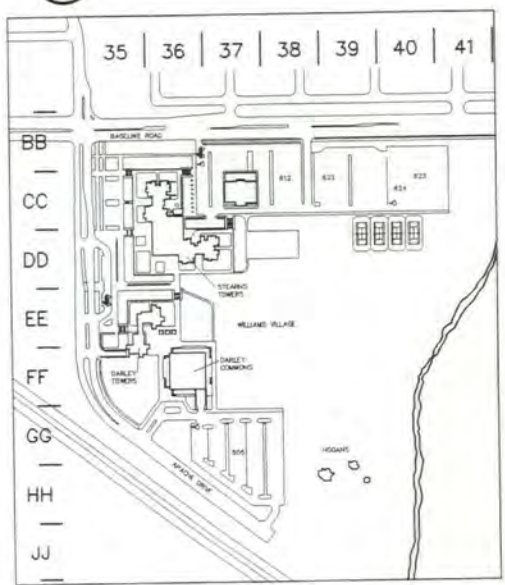 35 36 37 38 39 40 41
BB
BASELINE ROAD
612
CC
DD
STEARNS
TOWERS
EE
WILLIAMS VILLAGE
DARLEY
COMMONS
FF
DARLEY
TOWERS
GG
606
APACHE DRIVE
HOGANS
HH
JJ